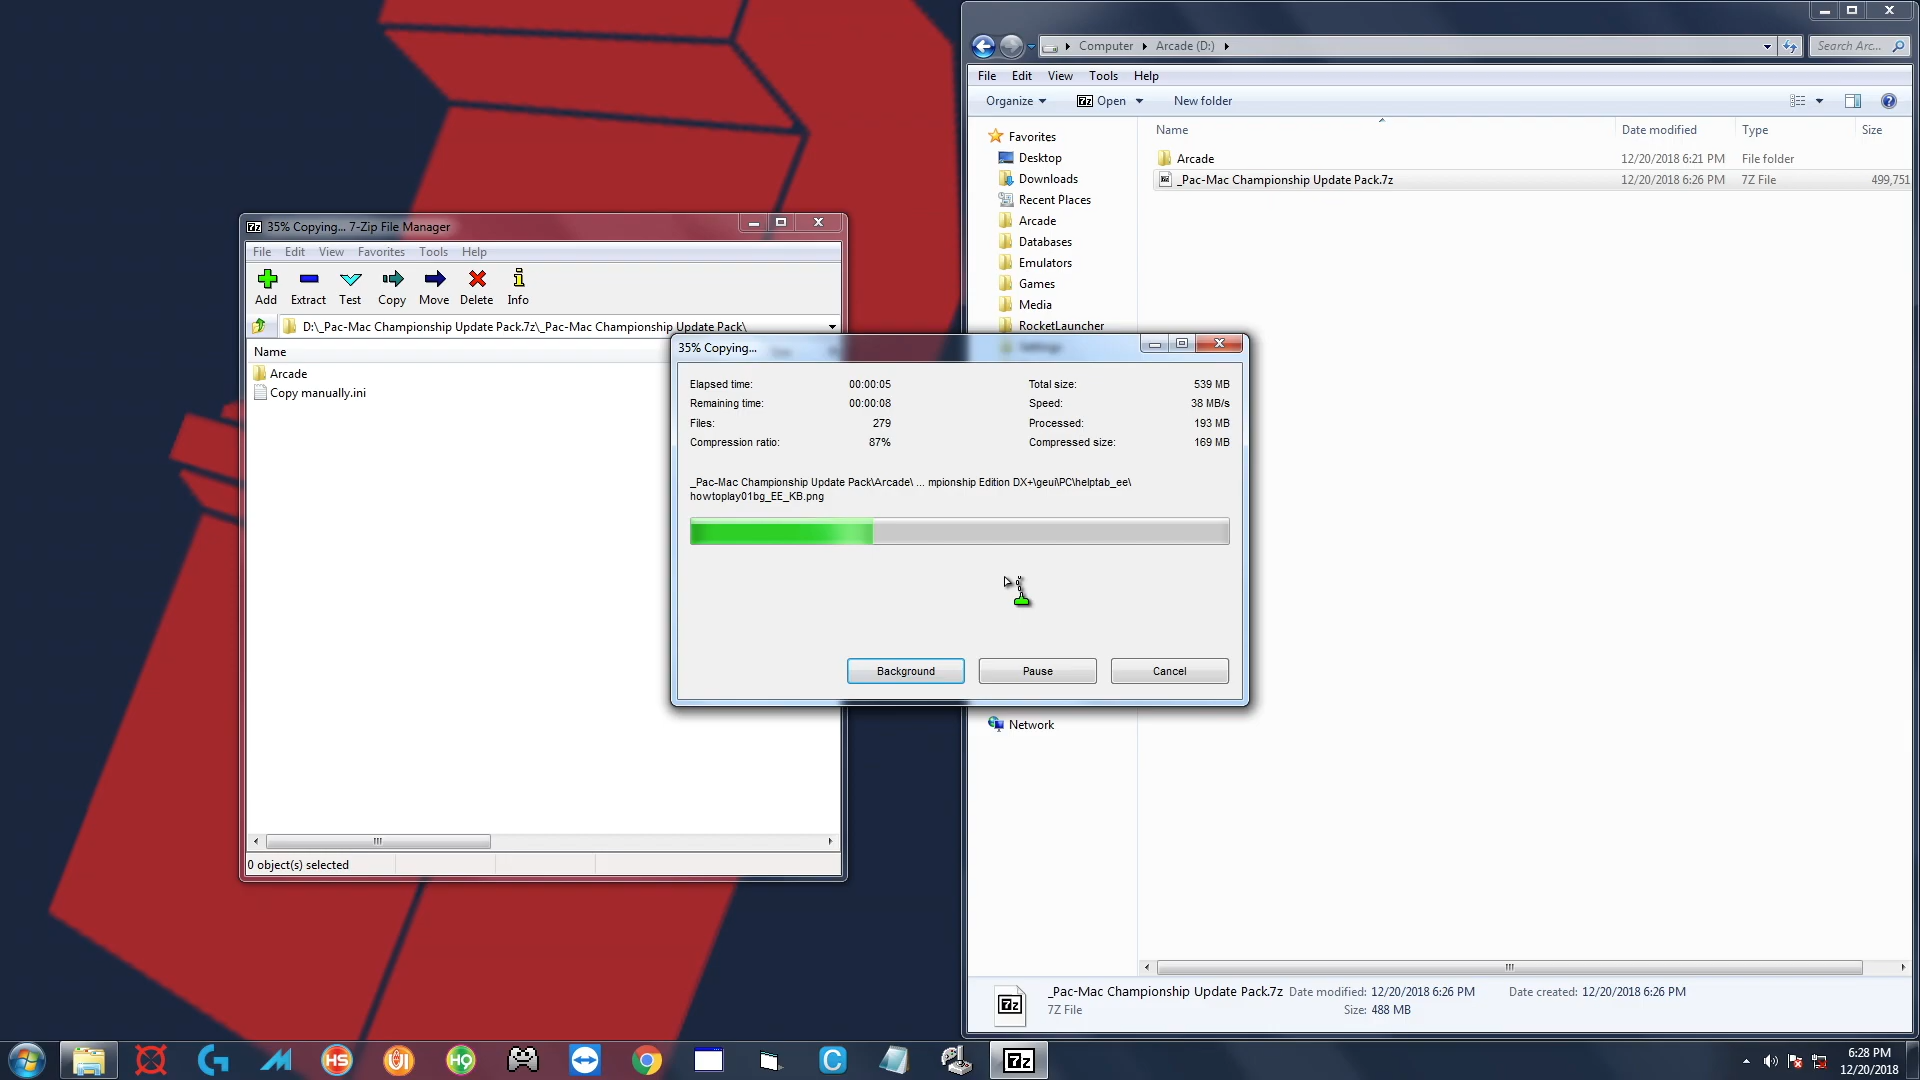 Computer
Arcade (D:)
Search Arc...
File Edit View Tools Help
Organize
7z Open
New folder
Name
Date modified
Type
Size
Arcade
12/20/2018 6:21 PM
File folder
_Pac-Mac Championship Update Pack.7z
12/20/2018 6:26 PM
7Z File
499,751
Favorites
Desktop
Downloads
Recent Places
Arcade
Databases
Emulators
Games
Media
RocketLauncher
Settings
Network
7z 35% Copying... 7-Zip File Manager
File Edit View Favorites Tools Help
Add Extract Test Copy Move Delete Info
D:\_Pac-Mac Championship Update Pack.7z\_Pac-Mac Championship Update Pack\
Name
Arcade
Copy manually.ini
0 object(s) selected
35% Copying...
Elapsed time: 00:00:05 Total size: 539 MB
Remaining time: 00:00:08 Speed: 38 MB/s
Files: 279 Processed: 193 MB
Compression ratio: 87% Compressed size: 169 MB
_Pac-Mac Championship Update Pack\Arcade\ ... mpionship Edition DX+\geui\PC\helptab_ee\
howtoplay01bg_EE_KB.png
Background
Pause
Cancel
7z
_Pac-Mac Championship Update Pack.7z Date modified: 12/20/2018 6:26 PM Date created: 12/20/2018 6:26 PM
7Z File Size: 488 MB
HS
UI
HQ
C
7z
6:28 PM
12/20/2018